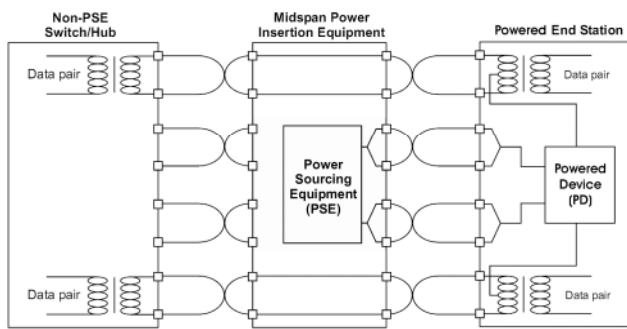 Non-PSE
Switch/Hub
Midspan Power
Insertion Equipment
Powered End Station
Data pair
Data pair
Power
Sourcing
Equipment
(PSE)
Powered
Device
(PD)
Data pair
Data pair